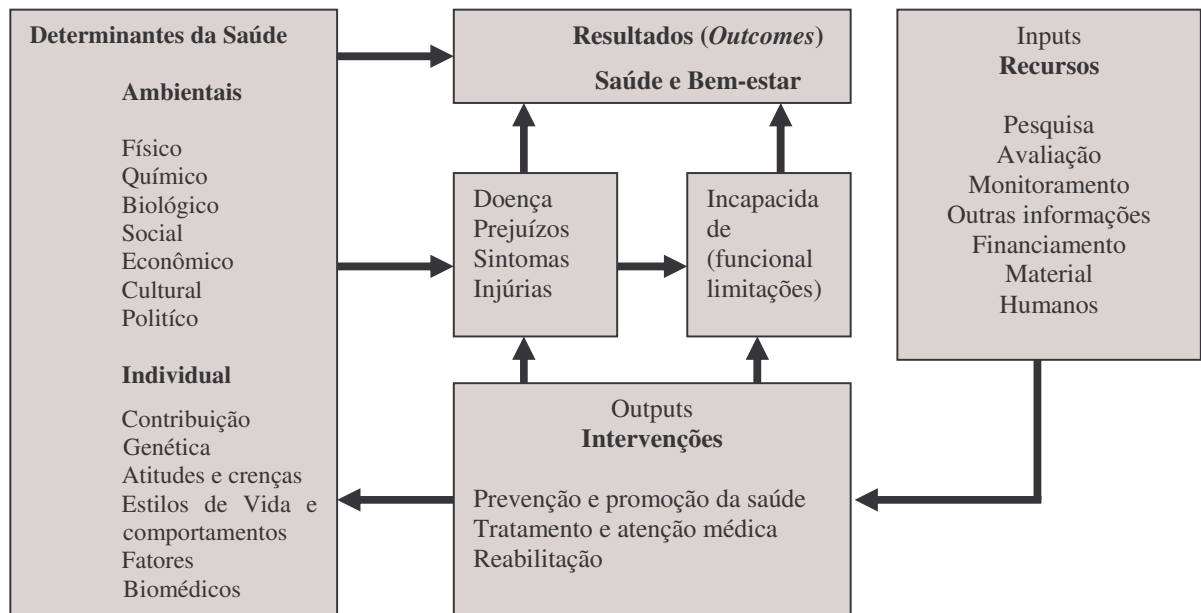 Determinantes da Saúde
Ambientais
Físico
Químico
Biológico
Social
Econômico
Cultural
Politíco
Individual
Contribuição
Genética
Atitudes e crenças
Estilos de Vida e
comportamentos
Fatores
Biomédicos
Resultados (Outcomes)
Saúde e Bem-estar
Doença
Prejuízos
Sintomas
Injúrias
Incapacida
de
(funcional
limitações)
Outputs
Intervenções
Prevenção e promoção da saúde
Tratamento e atenção médica
Reabilitação
Inputs
Recursos
Pesquisa
Avaliação
Monitoramento
Outras informações
Financiamento
Material
Humanos